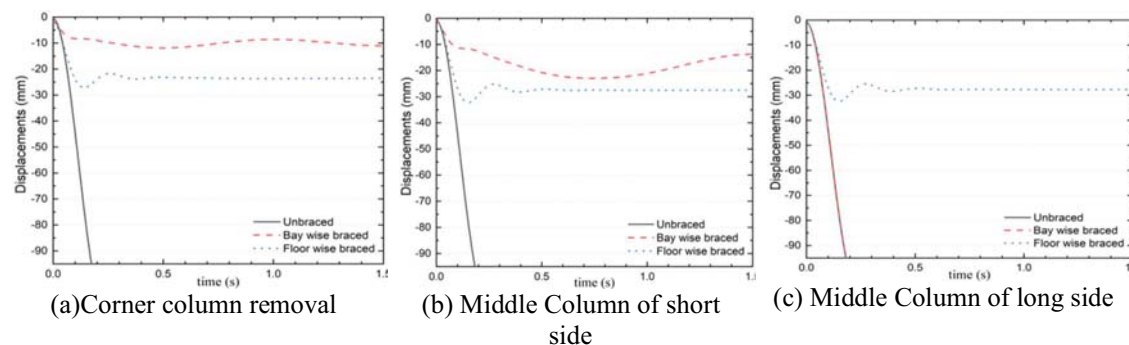 0
-10
-20
-30
-40
-50
-60
-70
-80
-90
Displacements (mm)
Unbraced
Bay wise braced
Floor wise braced
0.0 0.5 1.0 1.5
time (s)
(a)Corner column removal
0
-10
-20
-30
-40
-50
-60
-70
-80
-90
Displacements (mm)
Unbraced
Bay wise braced
Floor wise braced
0.0 0.5 1.0 1.5
time (s)
(b) Middle Column of short
side
0
-10
-20
-30
-40
-50
-60
-70
-80
-90
Displacements (mm)
Unbraced
Bay wise braced
Floor wise braced
0.0 0.5 1.0
time (s)
(c) Middle Column of long side